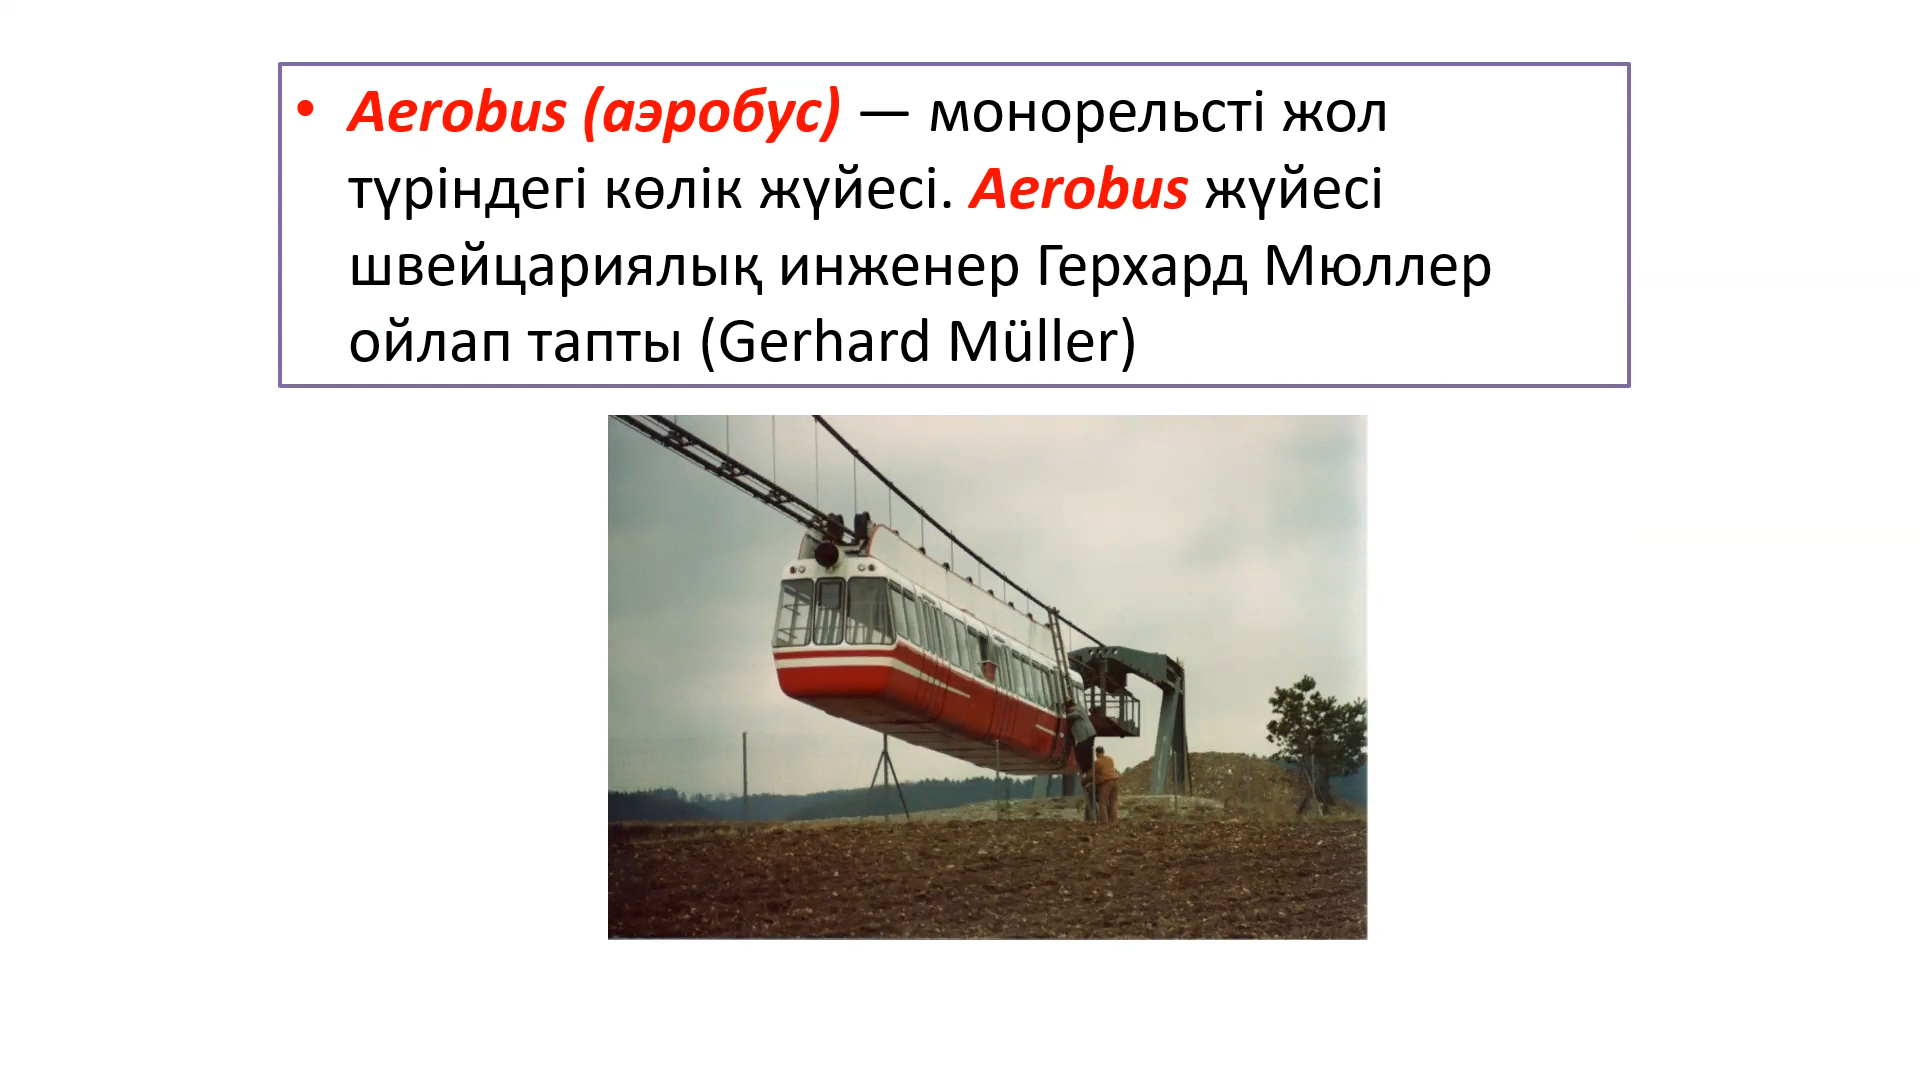 • Aerobus (аэробус) — монорельсті жол
түріндегі көлік жүйесі. Aerobus жүйесі
швейцариялық инженер Герхард Мюллер
ойлап тапты (Gerhard Müller)